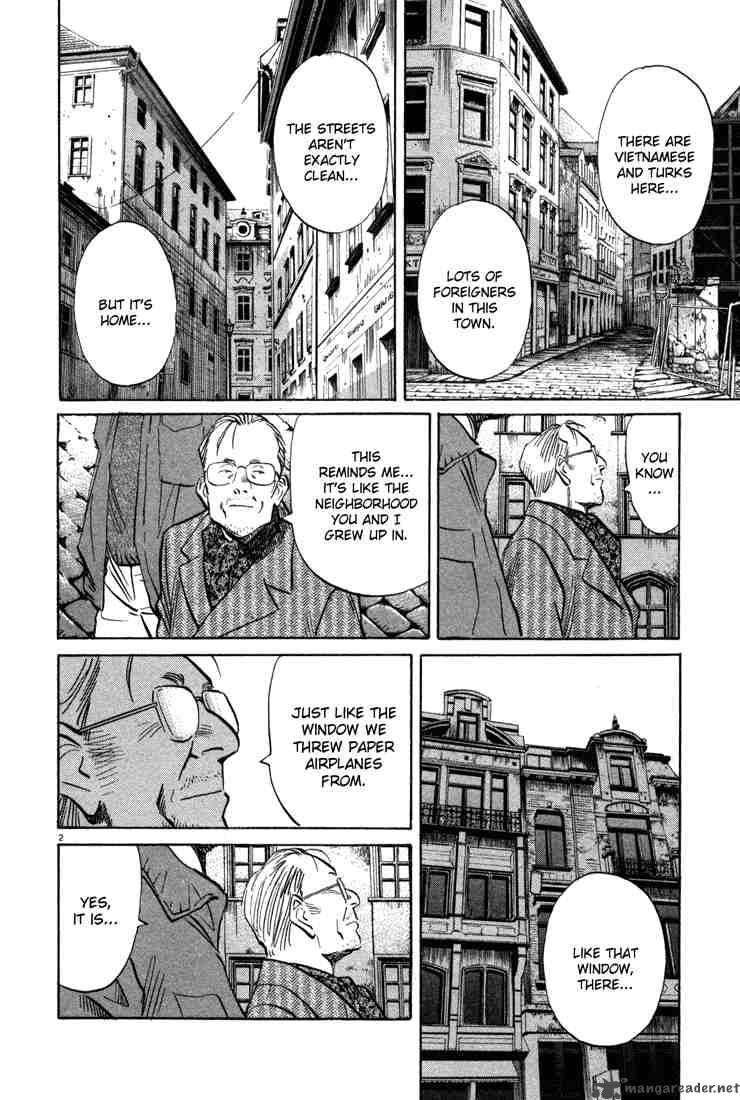 THERE ARE
VIETNAMESE
AND TURKS
HERE...
LOTS OF
FOREIGNERS
IN THIS
TOWN.
THE STREETS
AREN'T
EXACTLY
CLEAN...
BUT IT'S
HOME...
YOU
KNOW
...
THIS
REMINDS ME...
IT'S LIKE THE
NEIGHBORHOOD
YOU AND I
GREW UP IN.
LIKE THAT
WINDOW,
THERE...
JUST LIKE THE
WINDOW WE
THREW PAPER
AIRPLANES
FROM.
2
YES,
IT IS...
mangareader.net